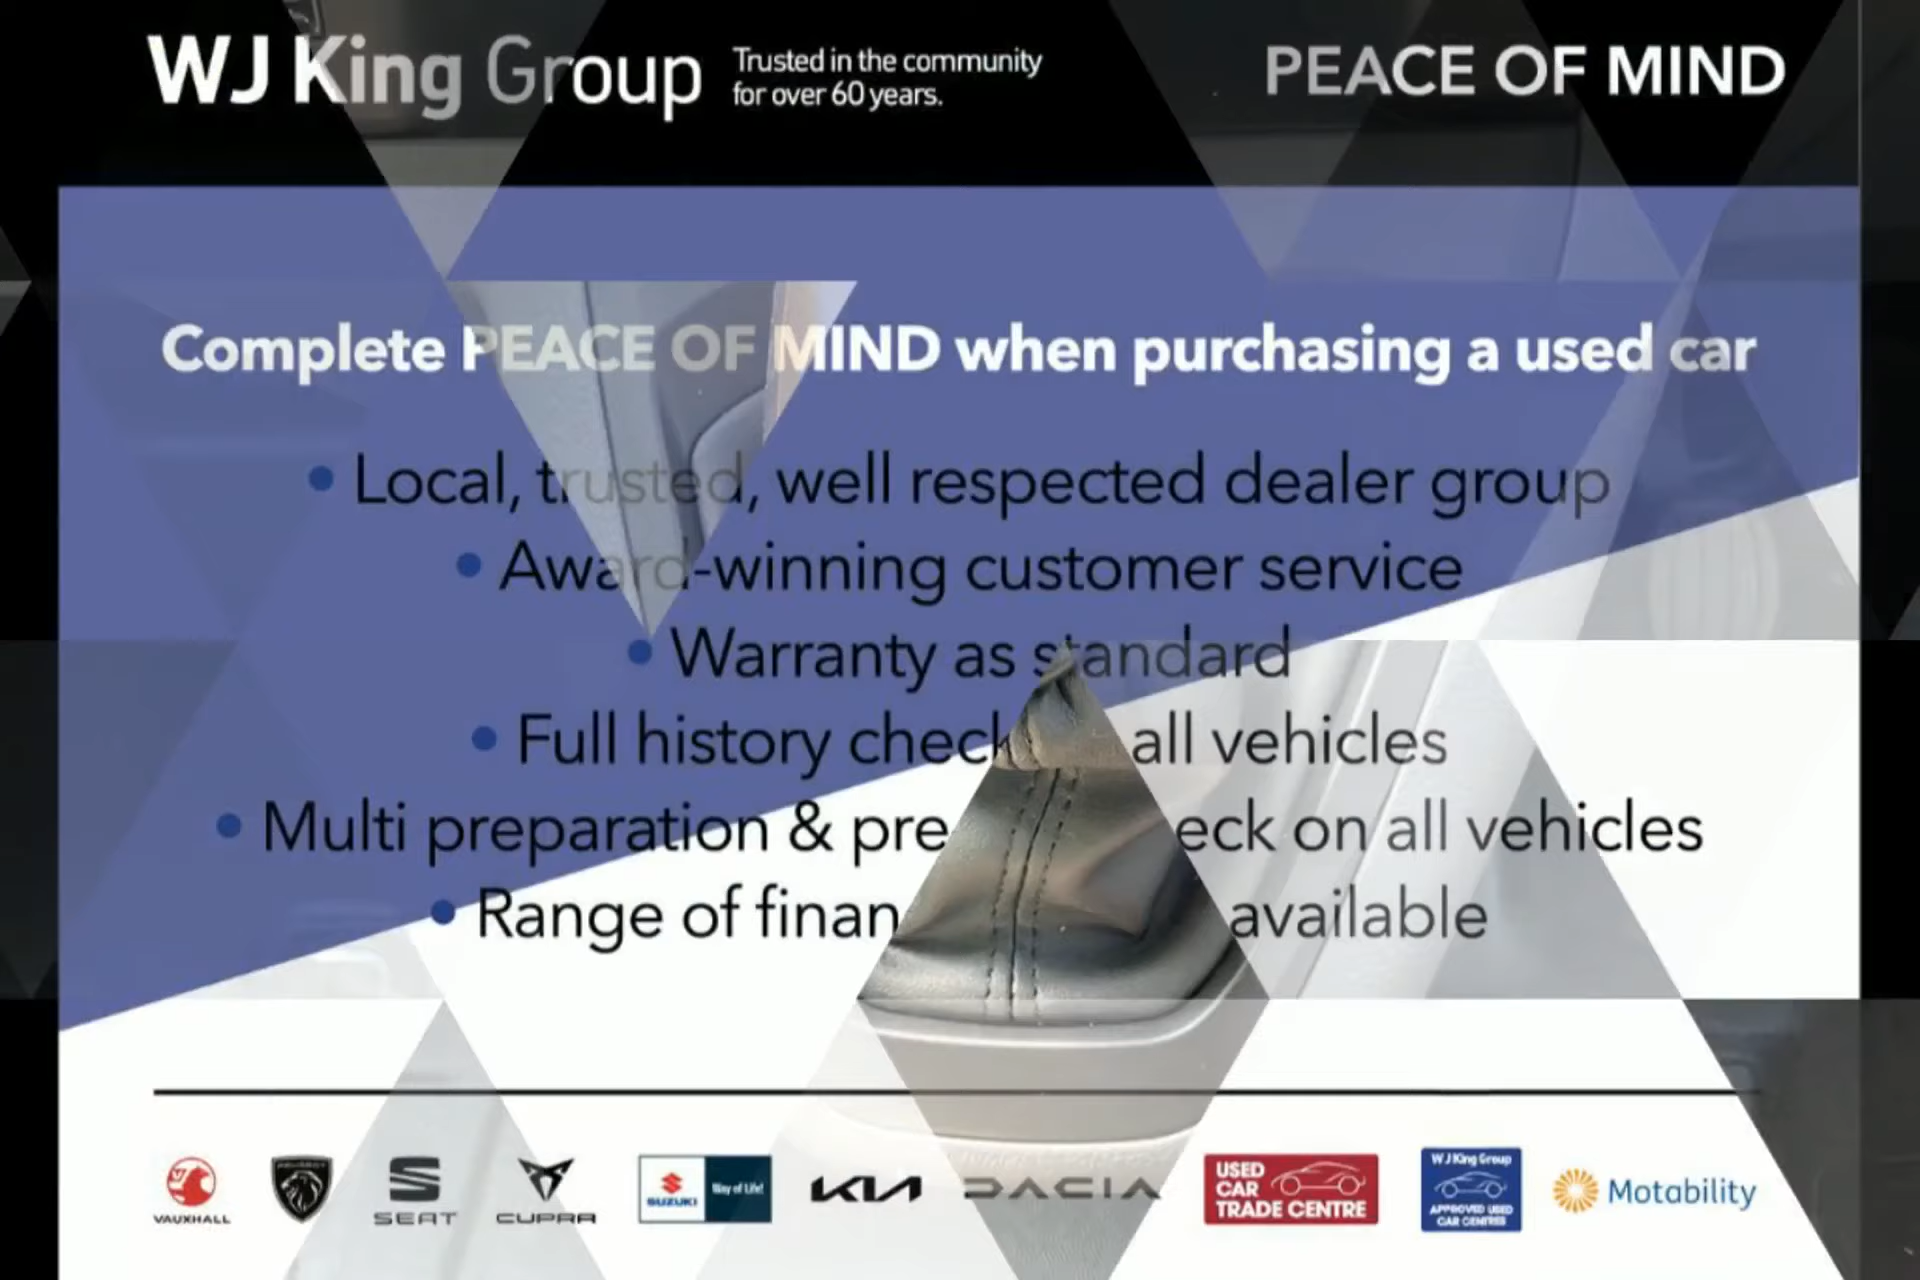 WJ King Group
Trusted in the community
for over 60 years.
PEACE OF MIND
Complete PEACE OF MIND when purchasing a used car
• Local, trusted, well respected dealer group
• Award-winning customer service
• Warranty as standard
• Full history check all vehicles
• Multi preparation & pre eck on all vehicles
• Range of finan available
VAUXHALL
PEUGEOT
SEAT
CUPRA
SUZUKI
Way of Life!
KIA
DACIA
USED
CAR
TRADE CENTRE
WJ King Group
APPROVED USED
CAR CENTRES
Motability